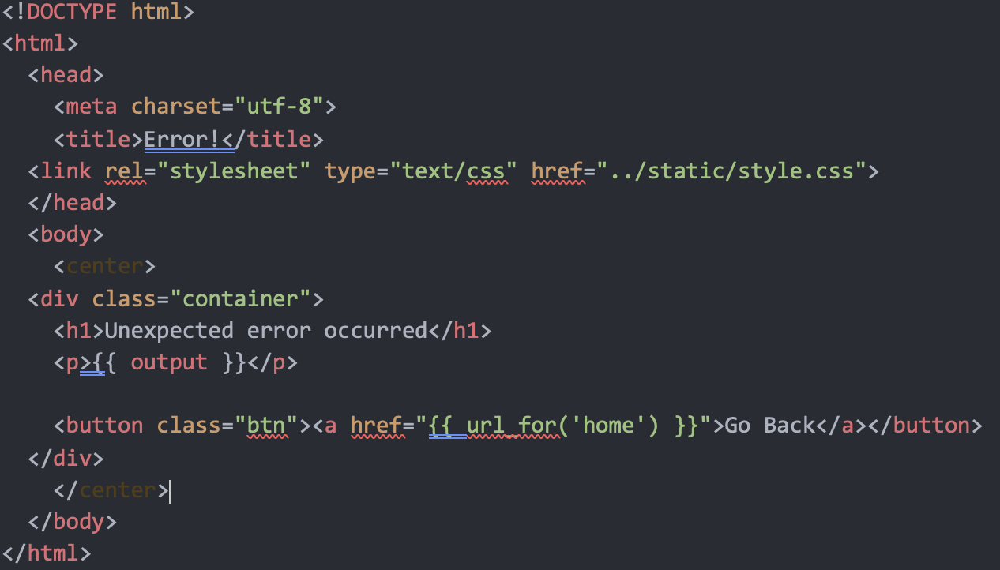 <!DOCTYPE html>
<html>
  <head>
    <meta charset="utf-8">
    <title>Error!</title>
  <link rel="stylesheet" type="text/css" href="../static/style.css">
  </head>
  <body>
    <center>
  <div class="container">
    <h1>Unexpected error occurred</h1>
    <p>{{ output }}</p>

    <button class="btn"><a href="{{ url_for('home') }}">Go Back</a></button>
  </div>
    </center>
  </body>
</html>